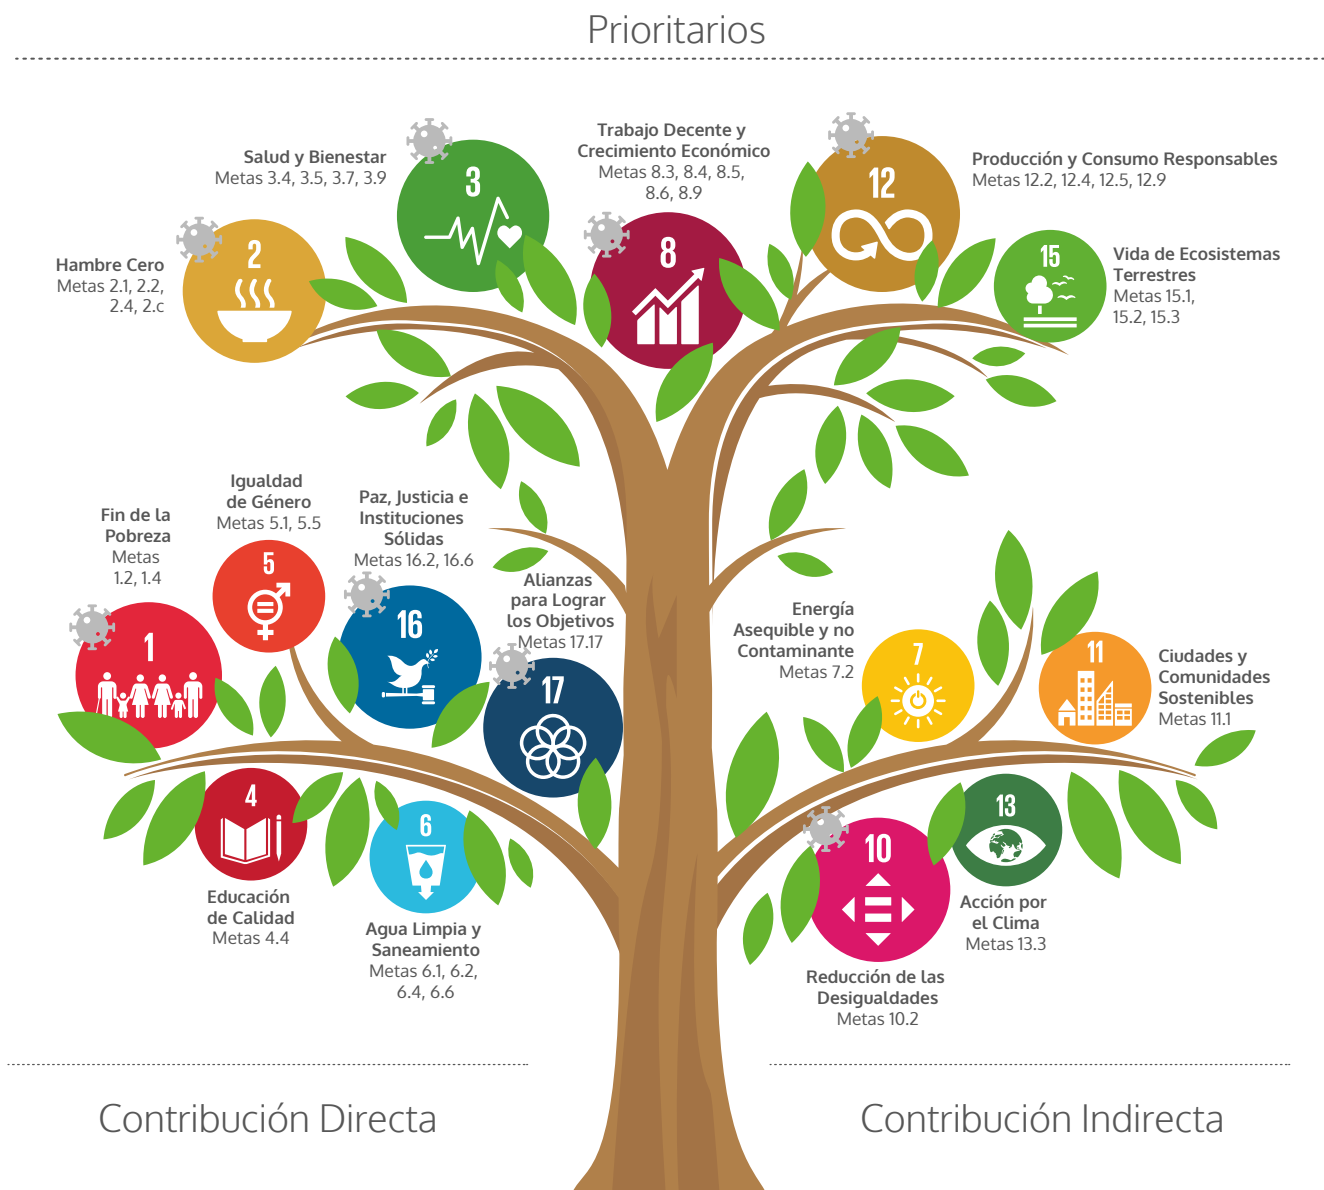 Prioritarios
Hambre Cero
Metas 2.1, 2.2,
2.4, 2.c
2
Salud y Bienestar
Metas 3.4, 3.5, 3.7, 3.9
3
Trabajo Decente y
Crecimiento Económico
Metas 8.3, 8.4, 8.5,
8.6, 8.9
8
12
Producción y Consumo Responsables
Metas 12.2, 12.4, 12.5, 12.9
15
Vida de Ecosistemas
Terrestres
Metas 15.1,
15.2, 15.3
Fin de la
Pobreza
Metas
1.2, 1.4
1
Igualdad
de Género
Metas 5.1, 5.5
5
Paz, Justicia e
Instituciones
Sólidas
Metas 16.2, 16.6
16
Alianzas
para Lograr
los Objetivos
Metas 17.17
17
4
Educación
de Calidad
Metas 4.4
6
Agua Limpia y
Saneamiento
Metas 6.1, 6.2,
6.4, 6.6
Energía
Asequible y no
Contaminante
Metas 7.2
7
11
Ciudades y
Comunidades
Sostenibles
Metas 11.1
10
Reducción de las
Desigualdades
Metas 10.2
13
Acción por
el Clima
Metas 13.3
Contribución Directa
Contribución Indirecta